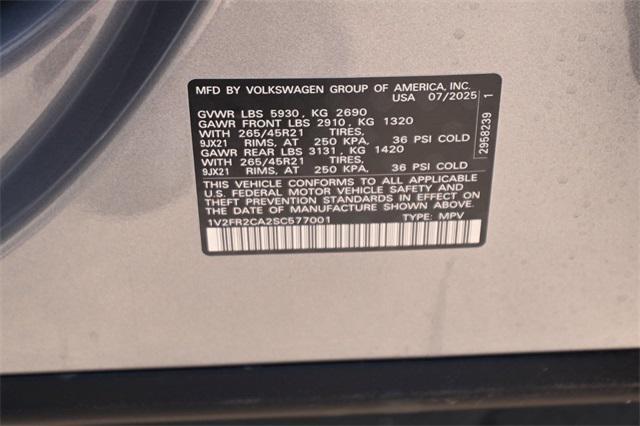 MFD BY VOLKSWAGEN GROUP OF AMERICA, INC.
USA 07/2025
GVWR LBS 5930, KG 2690
GAWR FRONT LBS 2910, KG 1320
WITH 265/45R21 TIRES,
9JX21 RIMS, AT 250 KPA, 36 PSI COLD
GAWR REAR LBS 3131, KG 1420
WITH 265/45R21 TIRES,
9JX21 RIMS, AT 250 KPA, 36 PSI COLD
THIS VEHICLE CONFORMS TO ALL APPLICABLE
U.S. FEDERAL MOTOR VEHICLE SAFETY AND
THEFT PREVENTION STANDARDS IN EFFECT ON
THE DATE OF MANUFACTURE SHOWN ABOVE.
1V2FR2CA2SC577001 TYPE: MPV
2958239 1